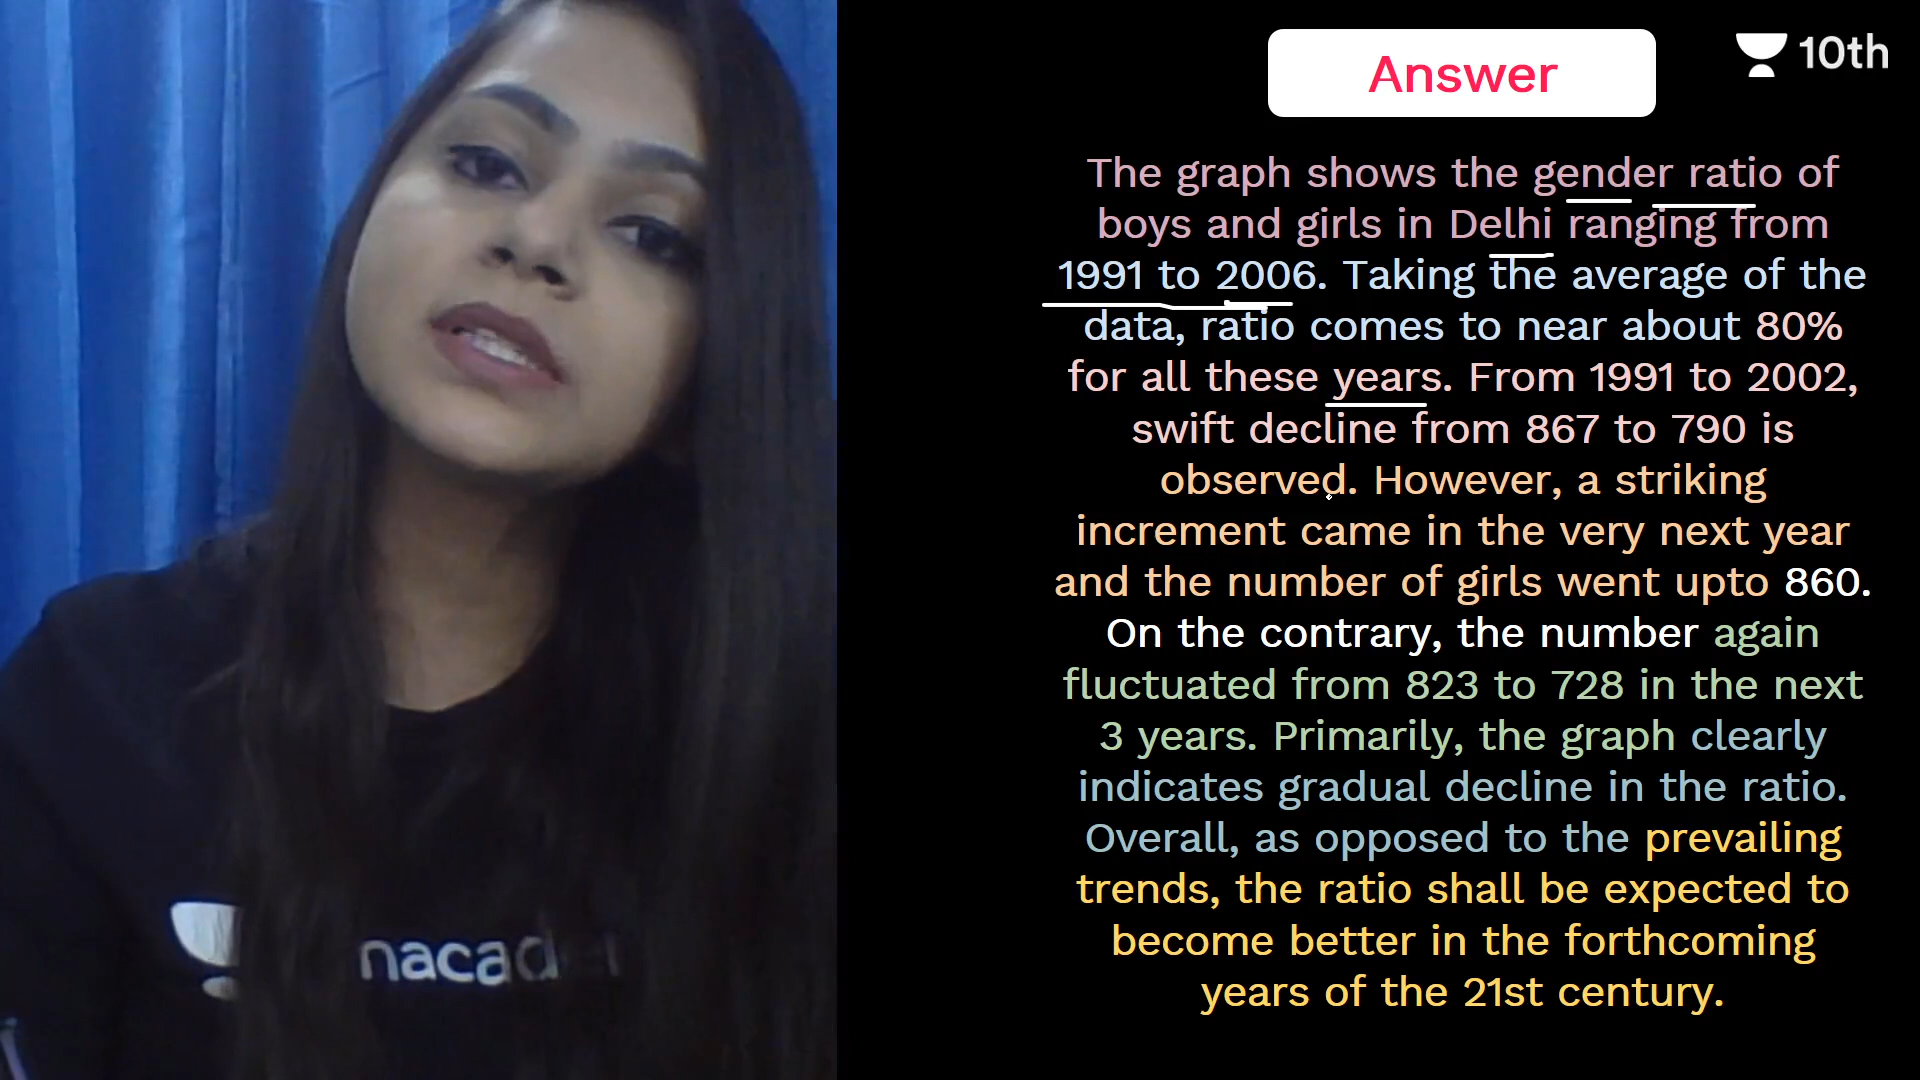 Answer
10th
The graph shows the gender ratio of
boys and girls in Delhi ranging from
1991 to 2006. Taking the average of the
data, ratio comes to near about 80%
for all these years. From 1991 to 2002,
swift decline from 867 to 790 is
observed. However, a striking
increment came in the very next year
and the number of girls went upto 860.
On the contrary, the number again
fluctuated from 823 to 728 in the next
3 years. Primarily, the graph clearly
indicates gradual decline in the ratio.
Overall, as opposed to the prevailing
trends, the ratio shall be expected to
become better in the forthcoming
years of the 21st century.